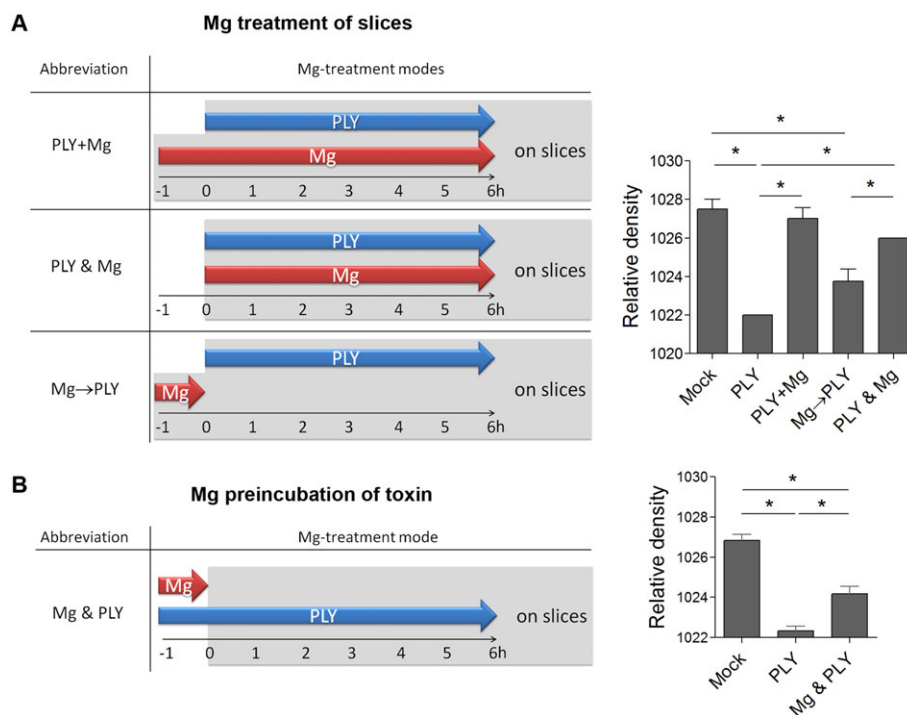 A
Mg treatment of slices
Abbreviation
Mg-treatment modes
PLY+Mg
PLY
Mg
on slices
-1 0 1 2 3 4 5 6h
PLY & Mg
PLY
Mg
on slices
-1 0 1 2 3 4 5 6h
Mg→PLY
PLY
Mg
on slices
-1 0 1 2 3 4 5 6h
Relative density
1030
1028
1026
1024
1022
1020
*
* *
* *
Mock PLY PLY+Mg Mg→PLY PLY & Mg
B
Mg preincubation of toxin
Abbreviation
Mg-treatment mode
Mg & PLY
Mg
PLY
on slices
-1 0 1 2 3 4 5 6h
Relative density
1030
1028
1026
1024
1022
*
* *
Mock PLY Mg & PLY